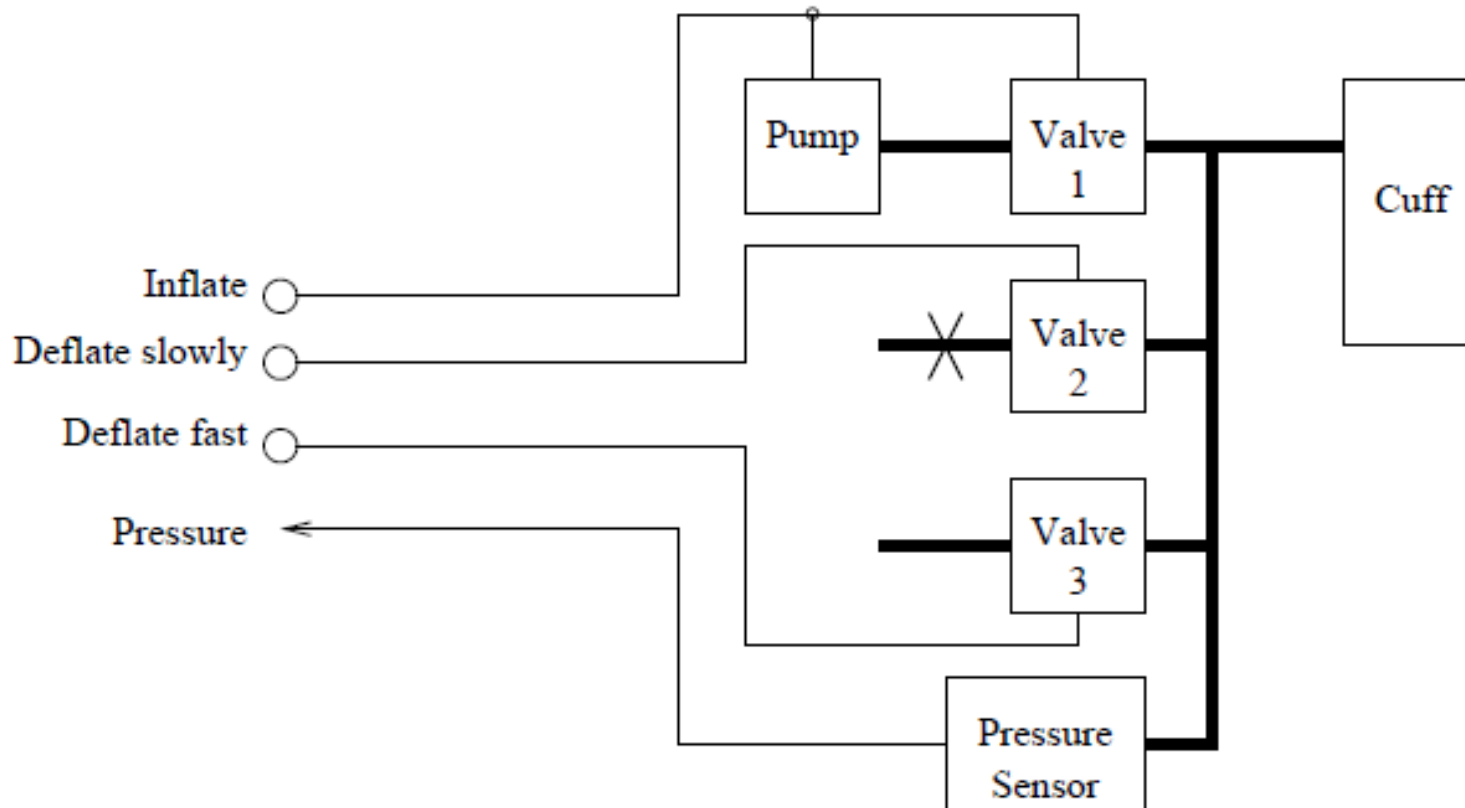 Pump
Valve
1
Cuff
Inflate
Deflate slowly
Valve
2
Deflate fast
Pressure
Valve
3
Pressure
Sensor